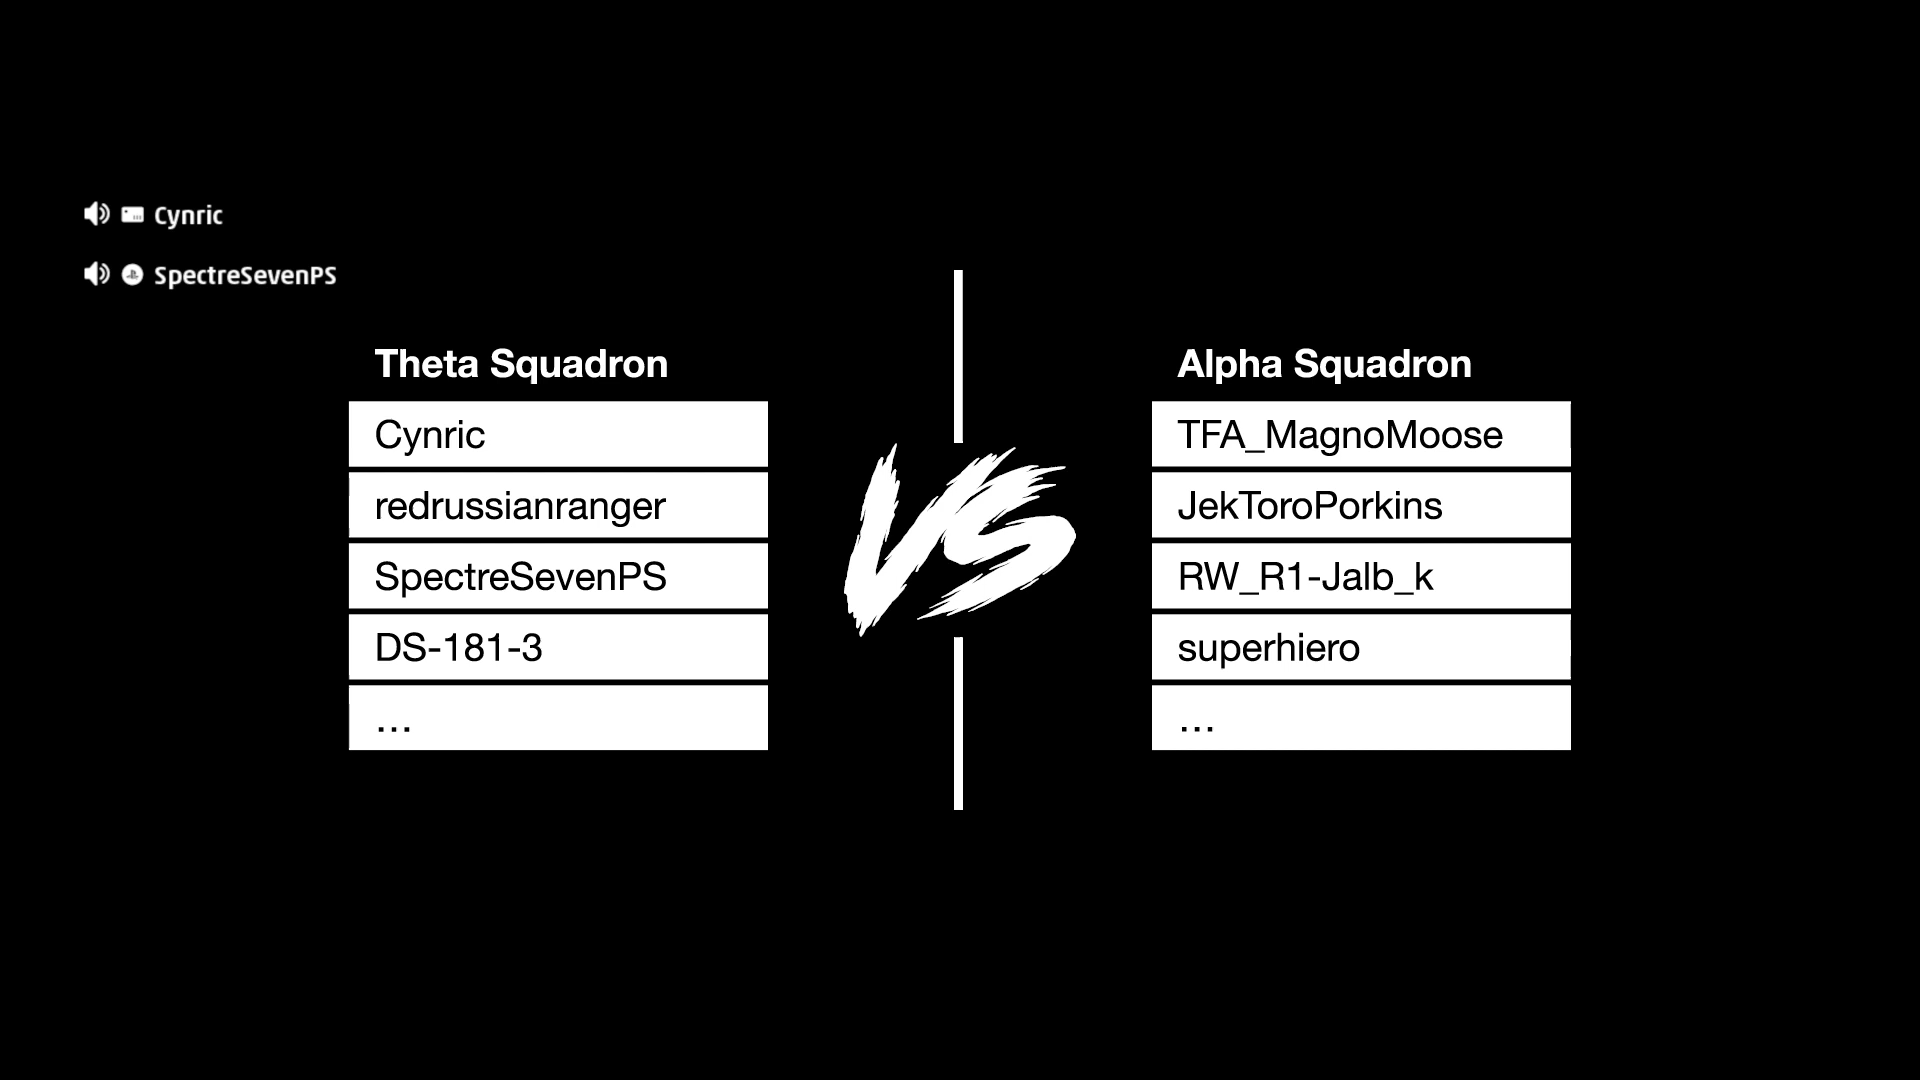 Cynric
SpectreSevenPS
Theta Squadron
Cynric
redrussianranger
SpectreSevenPS
DS-181-3
...
VS
Alpha Squadron
TFA_MagnoMoose
JekToroPorkins
RW_R1-Jalb_k
superhiero
...